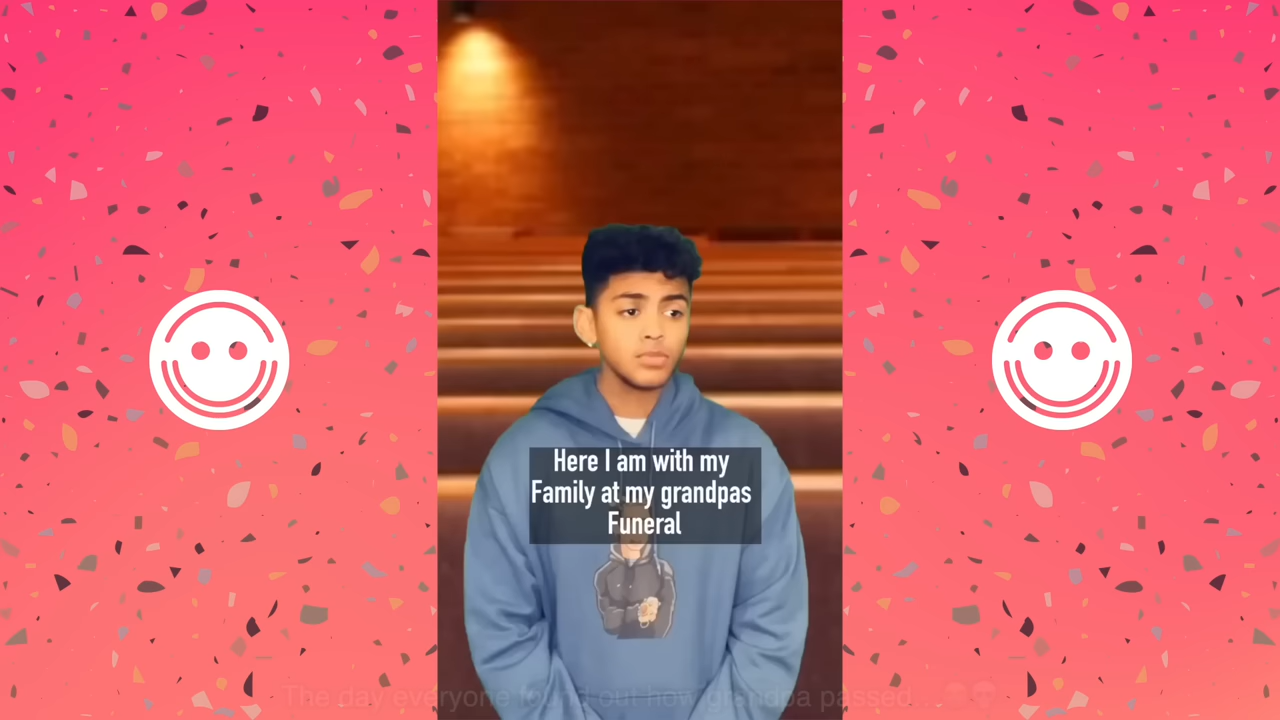 Here I am with my
Family at my grandpas
Funeral
The day everyone found out how grandpa passed...💀💀